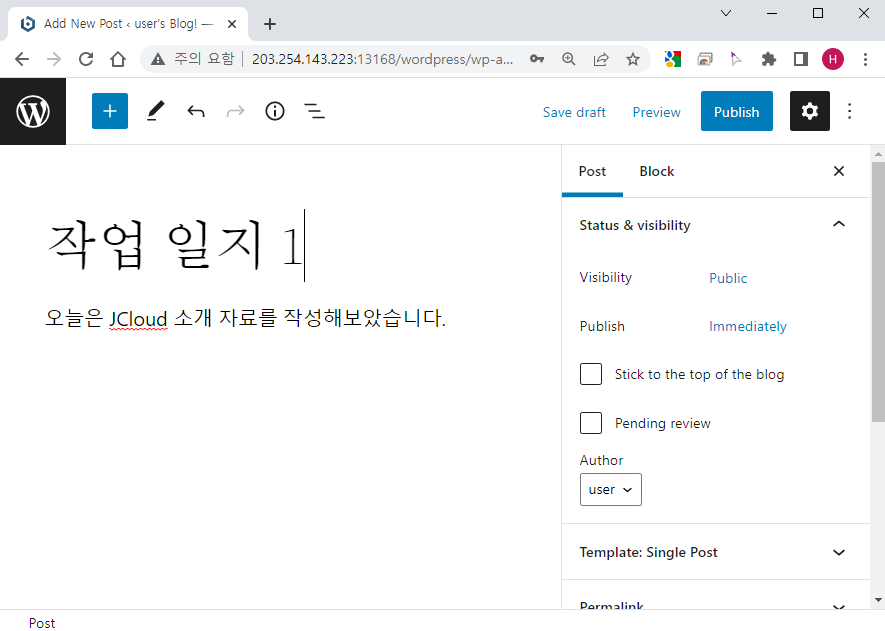 Add New Post ‹ user's Blog! —
주의 요함 203.254.143.223:13168/wordpress/wp-a...
H
Save draft Preview Publish
Post Block
작업 일지 1
오늘은 JCloud 소개 자료를 작성해보았습니다.
Status & visibility
Visibility Public
Publish Immediately
Stick to the top of the blog
Pending review
Author
user
Template: Single Post
Permalink
Post